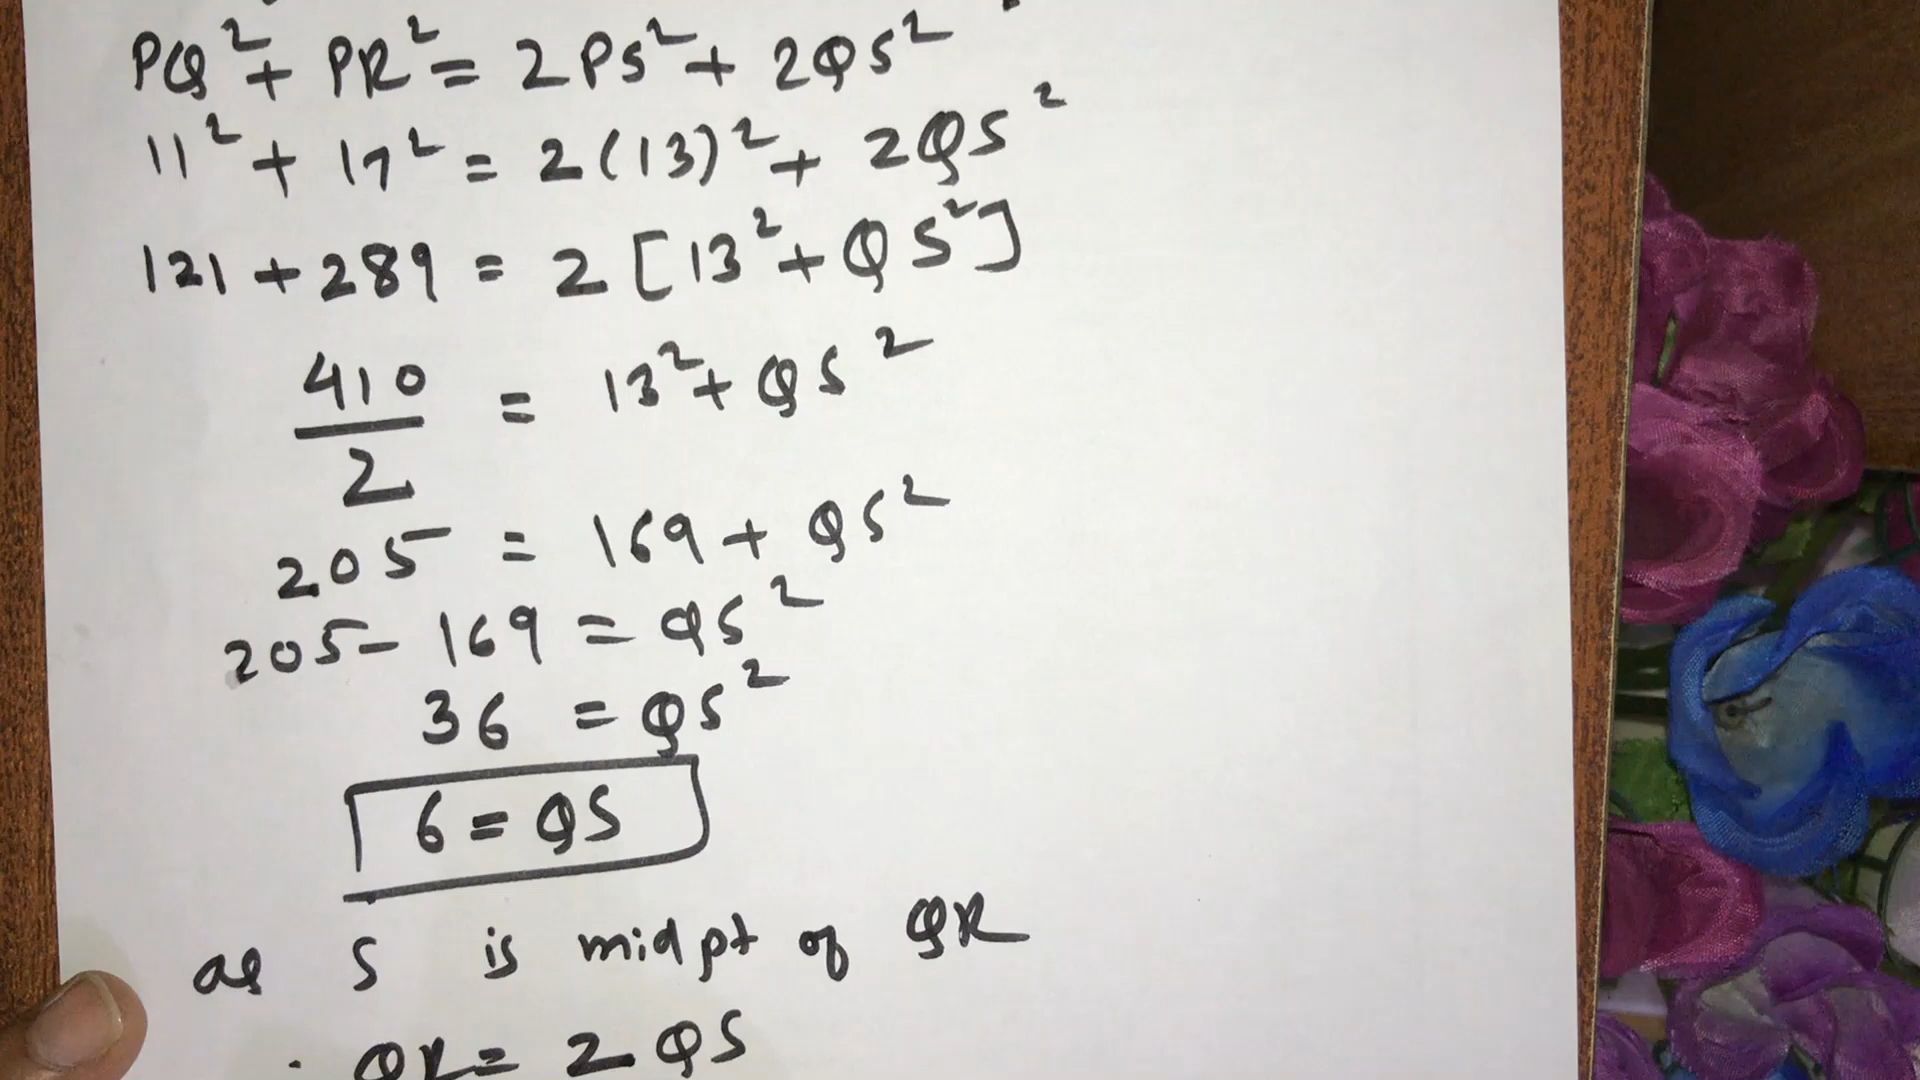 PQ² + PR² = 2PS² + 2QS²
11² + 17² = 2(13)² + 2QS²
121 + 289 = 2[13² + QS²]
410/2 = 13² + QS²
205 = 169 + QS²
205 - 169 = QS²
36 = QS²
6 = QS
as S is midpt of QR
QR = 2QS